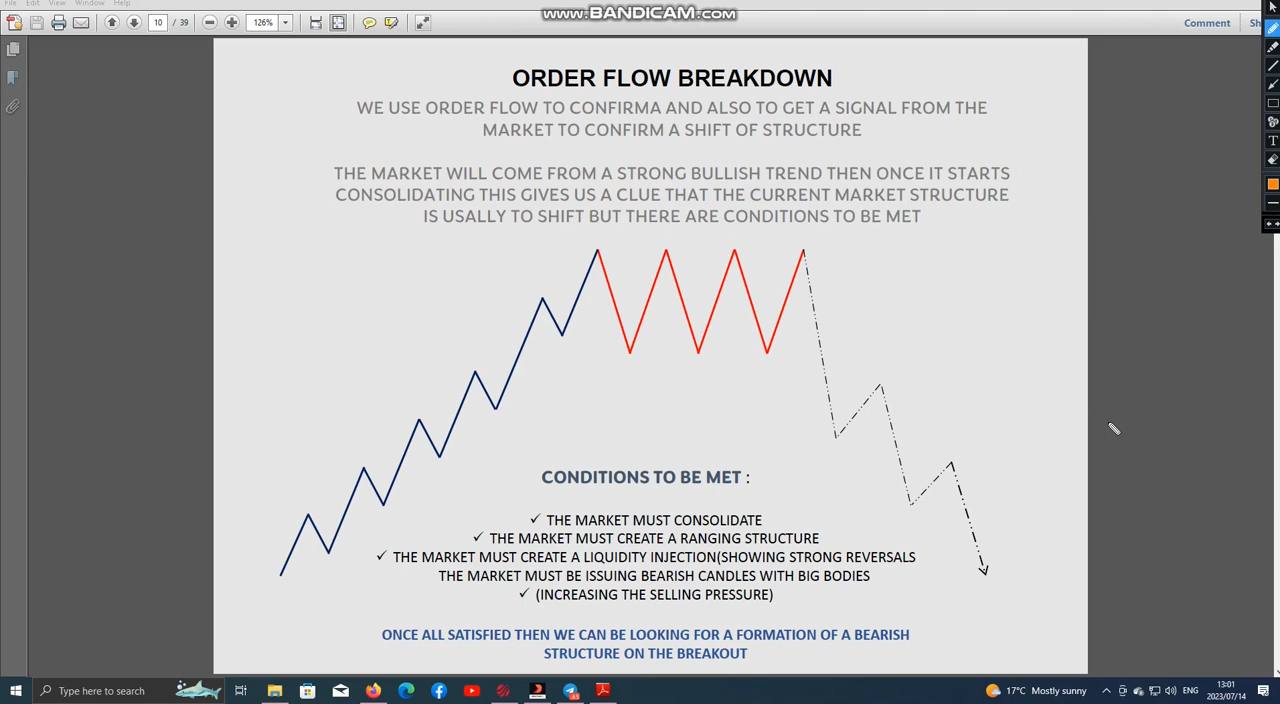 File Edit View Window Help
www.BANDICAM.com
10 / 39
126%
Comment
Sh
ORDER FLOW BREAKDOWN
WE USE ORDER FLOW TO CONFIRMA AND ALSO TO GET A SIGNAL FROM THE
MARKET TO CONFIRM A SHIFT OF STRUCTURE
THE MARKET WILL COME FROM A STRONG BULLISH TREND THEN ONCE IT STARTS
CONSOLIDATING THIS GIVES US A CLUE THAT THE CURRENT MARKET STRUCTURE
IS USALLY TO SHIFT BUT THERE ARE CONDITIONS TO BE MET
CONDITIONS TO BE MET :
✓ THE MARKET MUST CONSOLIDATE
✓ THE MARKET MUST CREATE A RANGING STRUCTURE
✓ THE MARKET MUST CREATE A LIQUIDITY INJECTION(SHOWING STRONG REVERSALS
THE MARKET MUST BE ISSUING BEARISH CANDLES WITH BIG BODIES
✓ (INCREASING THE SELLING PRESSURE)
ONCE ALL SATISFIED THEN WE CAN BE LOOKING FOR A FORMATION OF A BEARISH
STRUCTURE ON THE BREAKOUT
Type here to search
17°C Mostly sunny
ENG
13:01
2023/07/14